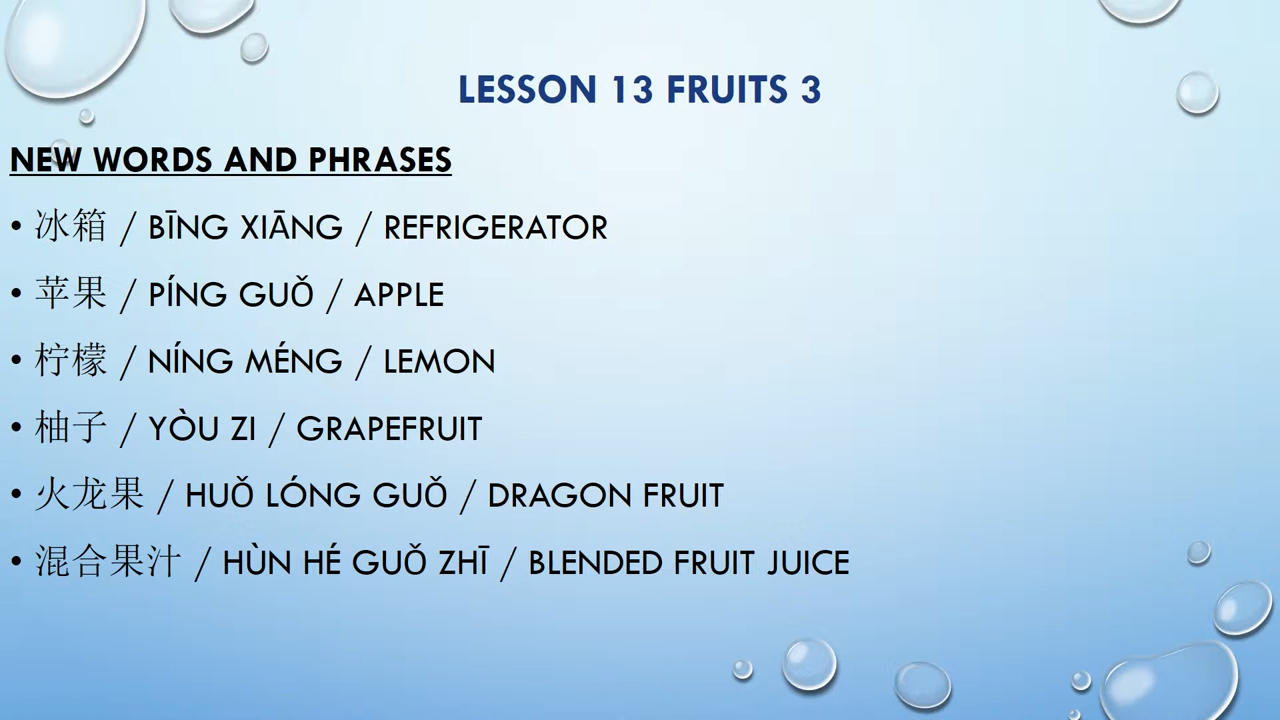 LESSON 13 FRUITS 3
NEW WORDS AND PHRASES
• 冰箱 / BĪNG XIĀNG / REFRIGERATOR
• 苹果 / PÍNG GUǑ / APPLE
• 柠檬 / NÍNG MÉNG / LEMON
• 柚子 / YÒU ZI / GRAPEFRUIT
• 火龙果 / HUǑ LÓNG GUǑ / DRAGON FRUIT
• 混合果汁 / HÙN HÉ GUǑ ZHĪ / BLENDED FRUIT JUICE